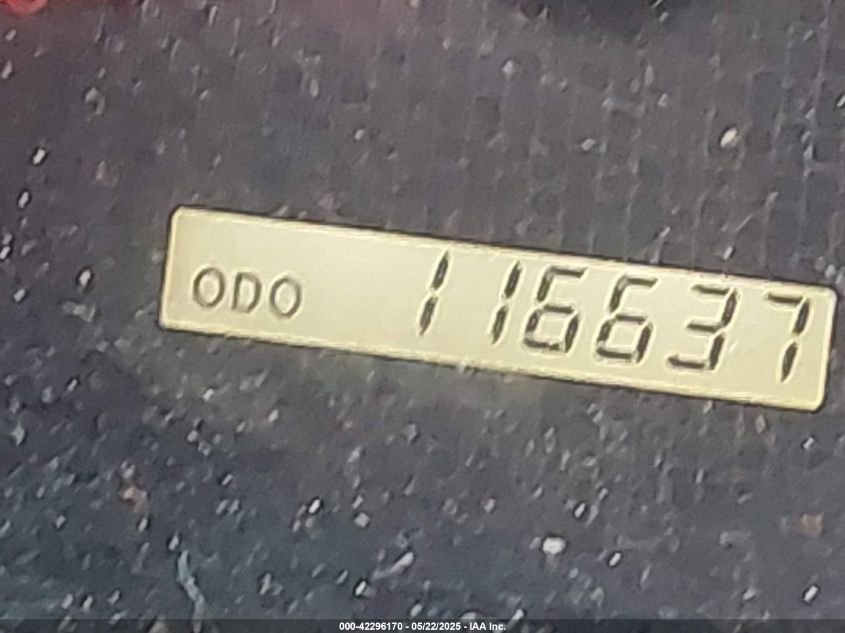 ODO 116637
000-42296170 - 05/22/2025 - IAA Inc.